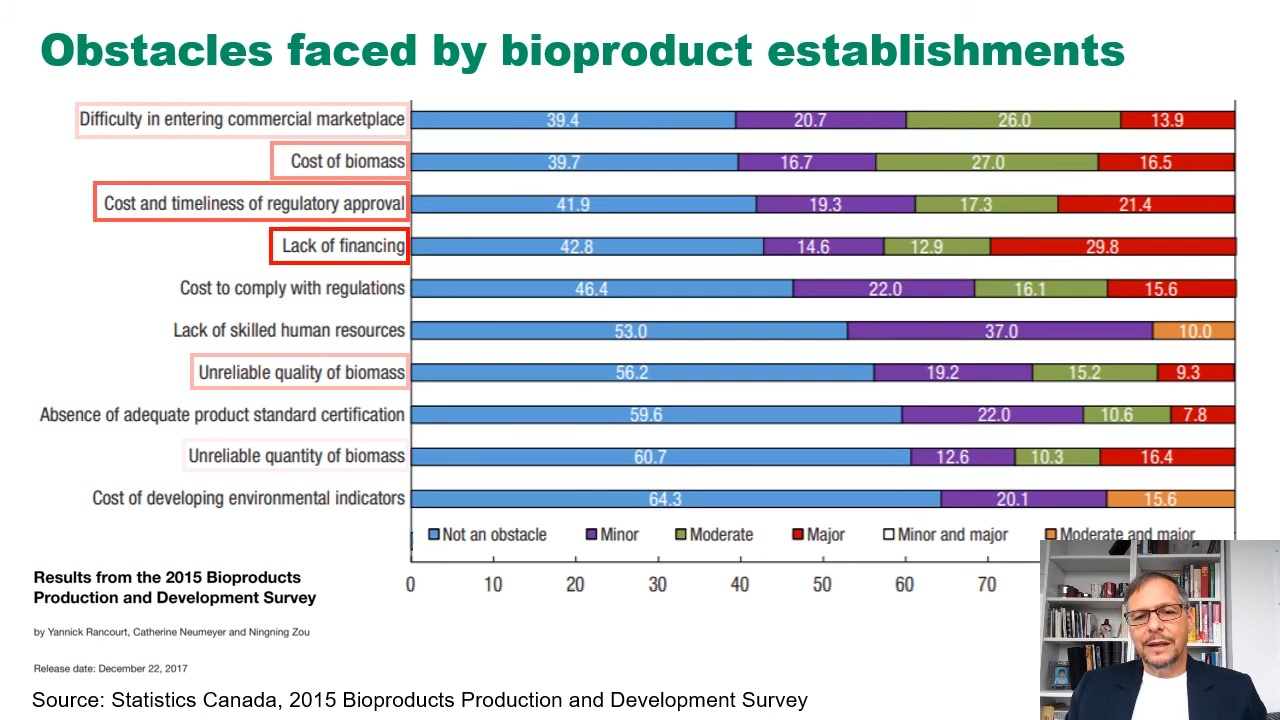 Obstacles faced by bioproduct establishments
Difficulty in entering commercial marketplace 39.4 20.7 26.0 13.9
Cost of biomass 39.7 16.7 27.0 16.5
Cost and timeliness of regulatory approval 41.9 19.3 17.3 21.4
Lack of financing 42.8 14.6 12.9 29.8
Cost to comply with regulations 46.4 22.0 16.1 15.6
Lack of skilled human resources 53.0 37.0 10.0
Unreliable quality of biomass 56.2 19.2 15.2 9.3
Absence of adequate product standard certification 59.6 22.0 10.6 7.8
Unreliable quantity of biomass 60.7 12.6 10.3 16.4
Cost of developing environmental indicators 64.3 20.1 15.6
Not an obstacle Minor Moderate Major Minor and major Moderate and major
0 10 20 30 40 50 60 70
Results from the 2015 Bioproducts
Production and Development Survey
by Yannick Rancourt, Catherine Neumeyer and Ningning Zou
Release date: December 22, 2017
Source: Statistics Canada, 2015 Bioproducts Production and Development Survey